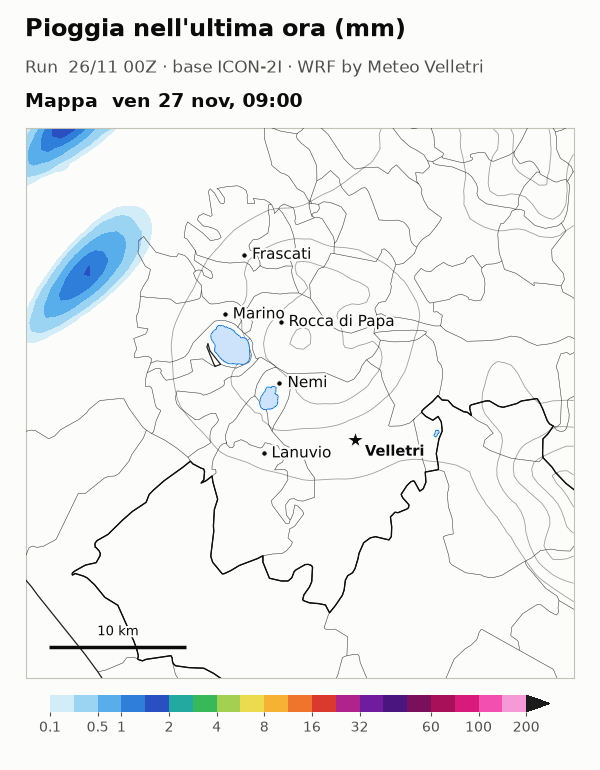 Pioggia nell'ultima ora (mm)
Run 26/11 00Z · base ICON-2I · WRF by Meteo Velletri
Mappa ven 27 nov, 09:00
Frascati
Marino
Rocca di Papa
Nemi
Velletri
Lanuvio
10 km
0.1 0.5 1 2 4 8 16 32 60 100 200